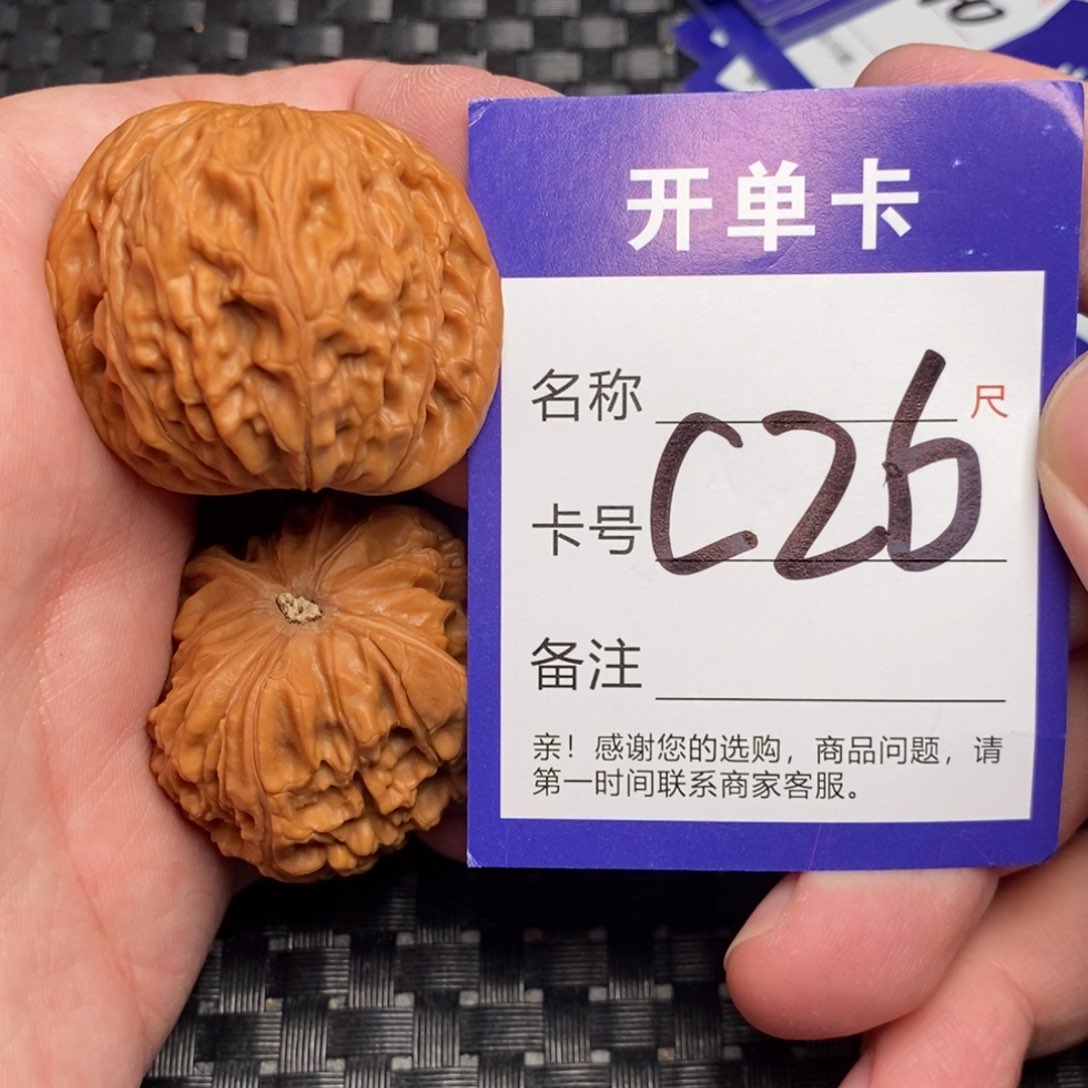 开单卡
名称
尺
C26
卡号
备注
亲！感谢您的选购，商品问题，请
第一时间联系商家客服。